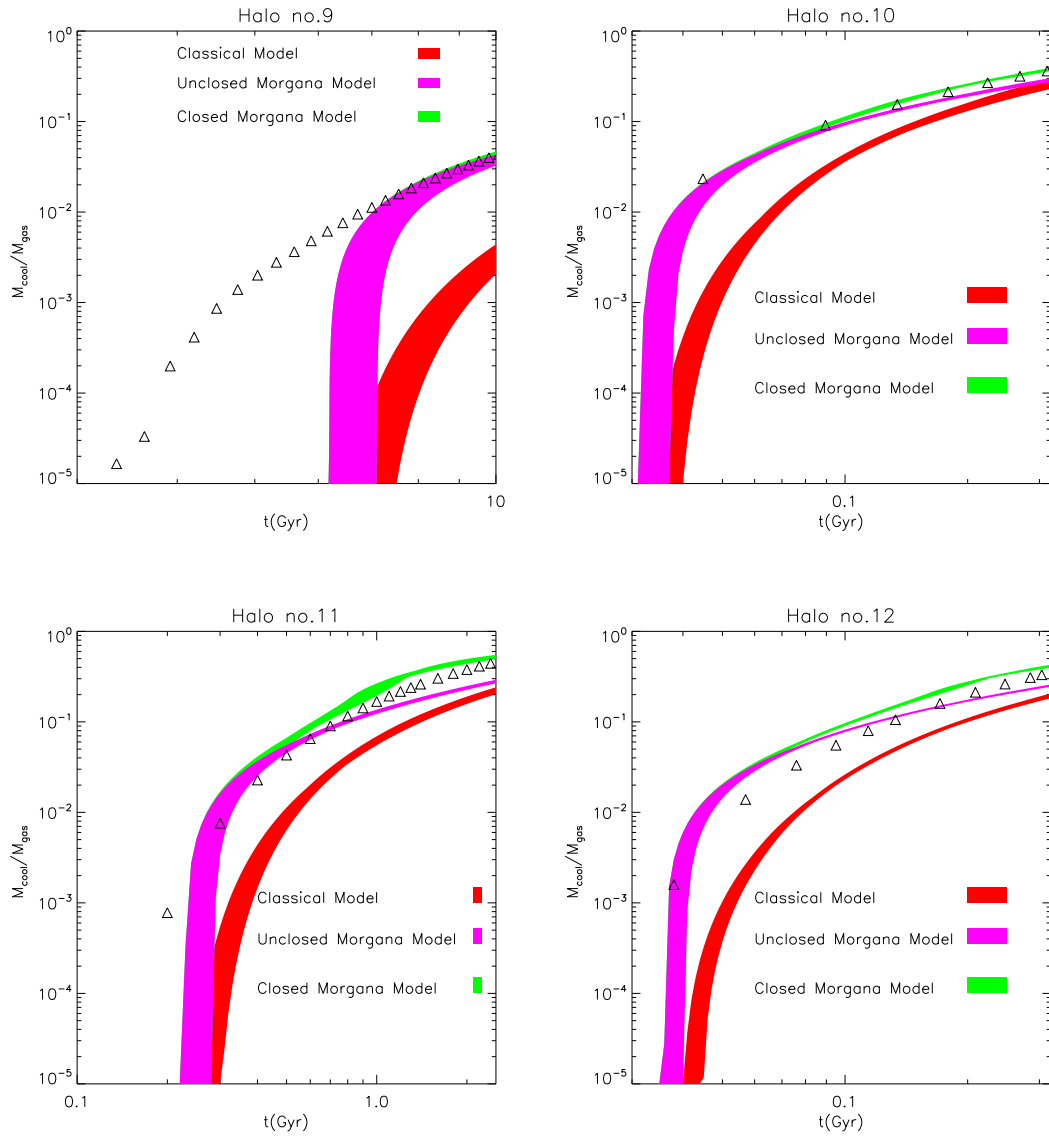 Halo no.9
10^0
10^-1
10^-2
10^-3
10^-4
10^-5
M_cool/M_gas
Classical Model
Unclosed Morgana Model
Closed Morgana Model
10
t(Gyr)
Halo no.10
10^0
10^-1
10^-2
10^-3
10^-4
10^-5
M_cool/M_gas
Classical Model
Unclosed Morgana Model
Closed Morgana Model
0.1
t(Gyr)
Halo no.11
10^0
10^-1
10^-2
10^-3
10^-4
10^-5
M_cool/M_gas
Classical Model
Unclosed Morgana Model
Closed Morgana Model
0.1 1.0
t(Gyr)
Halo no.12
10^0
10^-1
10^-2
10^-3
10^-4
10^-5
M_cool/M_gas
Classical Model
Unclosed Morgana Model
Closed Morgana Model
0.1
t(Gyr)